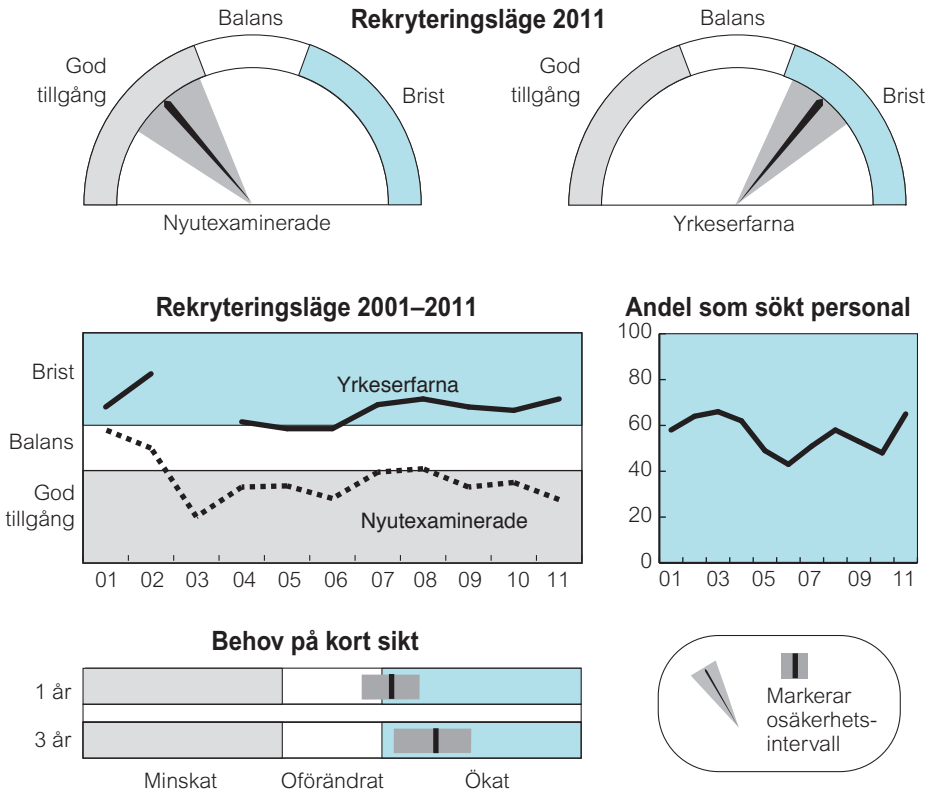 Rekryteringsläge 2011
Balans
God
tillgång
Brist
Nyutexaminerade
Balans
God
tillgång
Brist
Yrkeserfarna
Rekryteringsläge 2001–2011
Brist
Balans
God
tillgång
Yrkeserfarna
Nyutexaminerade
01 02 03 04 05 06 07 08 09 10 11
Andel som sökt personal
100
80
60
40
20
0
01 03 05 07 09 11
Behov på kort sikt
1 år
3 år
Minskat Oförändrat Ökat
Markerar
osäkerhets-
intervall